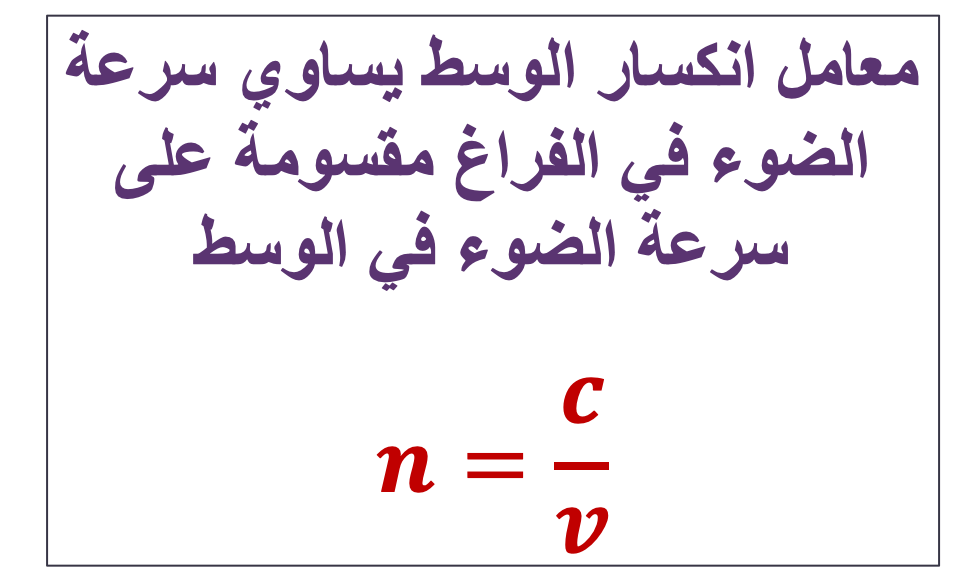 معامل انكسار الوسط يساوي سرعة
الضوء في الفراغ مقسومة على
سرعة الضوء في الوسط
n = c/v